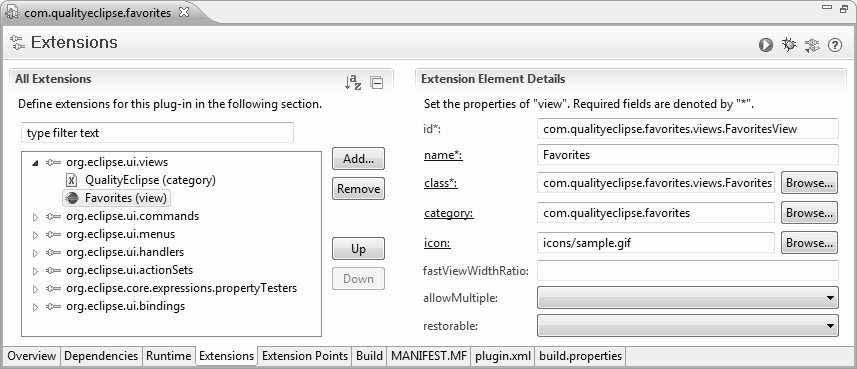 com.qualityeclipse.favorites
Extensions
All Extensions
Define extensions for this plug-in in the following section.
type filter text
org.eclipse.ui.views
QualityEclipse (category)
Favorites (view)
org.eclipse.ui.commands
org.eclipse.ui.menus
org.eclipse.ui.handlers
org.eclipse.ui.actionSets
org.eclipse.core.expressions.propertyTesters
org.eclipse.ui.bindings
Add...
Remove
Up
Down
Extension Element Details
Set the properties of "view". Required fields are denoted by "*".
id*: com.qualityeclipse.favorites.views.FavoritesView
name*: Favorites
class*: com.qualityeclipse.favorites.views.Favorites Browse...
category: com.qualityeclipse.favorites Browse...
icon: icons/sample.gif Browse...
fastViewWidthRatio:
allowMultiple:
restorable:
Overview Dependencies Runtime Extensions Extension Points Build MANIFEST.MF plugin.xml build.properties